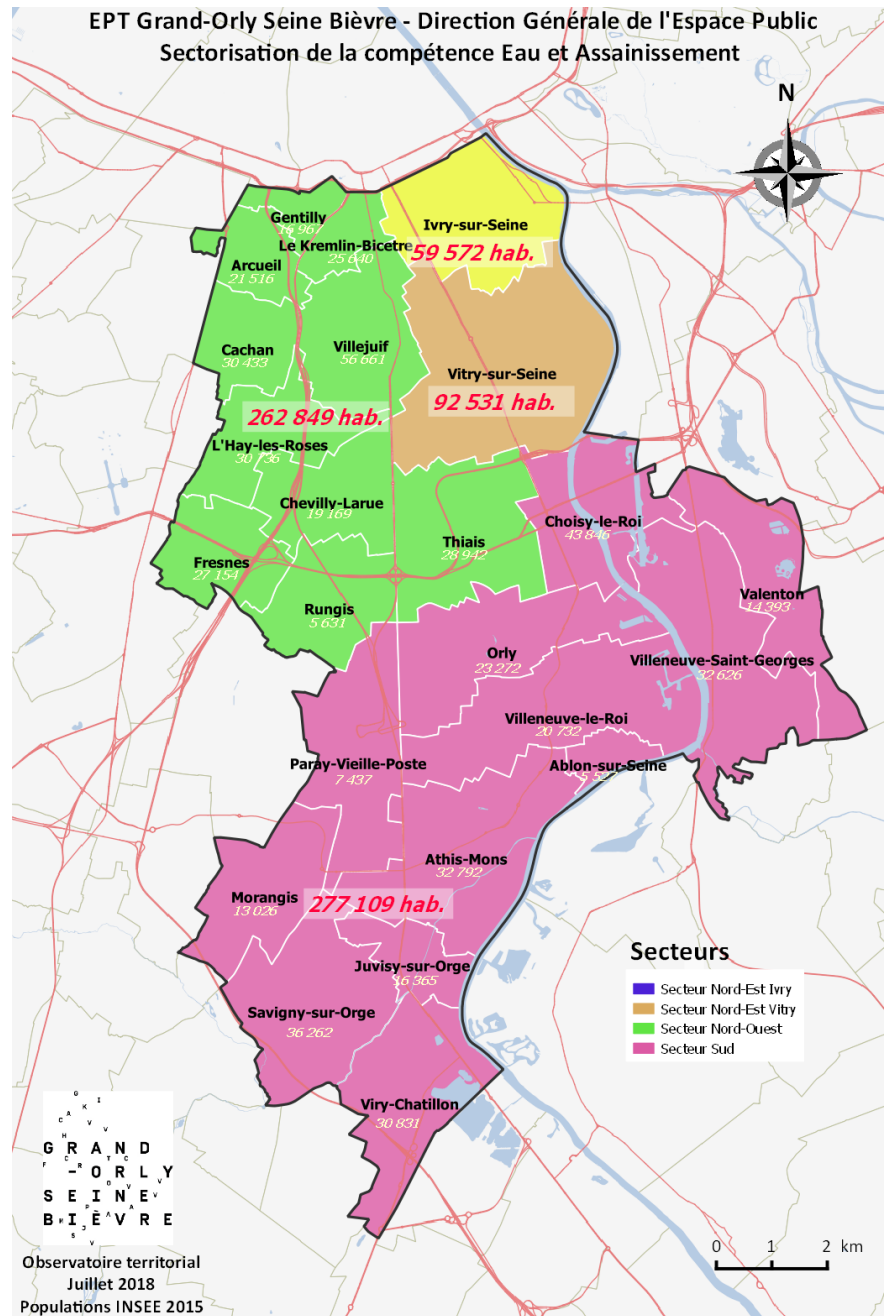 EPT Grand-Orly Seine Bièvre - Direction Générale de l'Espace Public
Sectorisation de la compétence Eau et Assainissement
N
Gentilly
16 967
Ivry-sur-Seine
59 572 hab.
Le Kremlin-Bicetre
25 640
Arcueil
21 516
Cachan
30 433
Villejuif
56 661
Vitry-sur-Seine
92 531 hab.
262 849 hab.
L'Hay-les-Roses
30 736
Chevilly-Larue
19 169
Choisy-le-Roi
43 846
Thiais
28 942
Fresnes
27 154
Rungis
5 631
Valenton
14 393
Orly
23 272
Villeneuve-Saint-Georges
32 626
Villeneuve-le-Roi
20 732
Paray-Vieille-Poste
7 437
Ablon-sur-Seine
5 527
Athis-Mons
32 792
Morangis
13 026
277 109 hab.
Juvisy-sur-Orge
16 365
Savigny-sur-Orge
36 262
Viry-Chatillon
30 831
Secteurs
Secteur Nord-Est Ivry
Secteur Nord-Est Vitry
Secteur Nord-Ouest
Secteur Sud
GRAND
-ORLY
SEINE
BIÈVRE
Observatoire territorial
Juillet 2018
Populations INSEE 2015
0 1 2 km